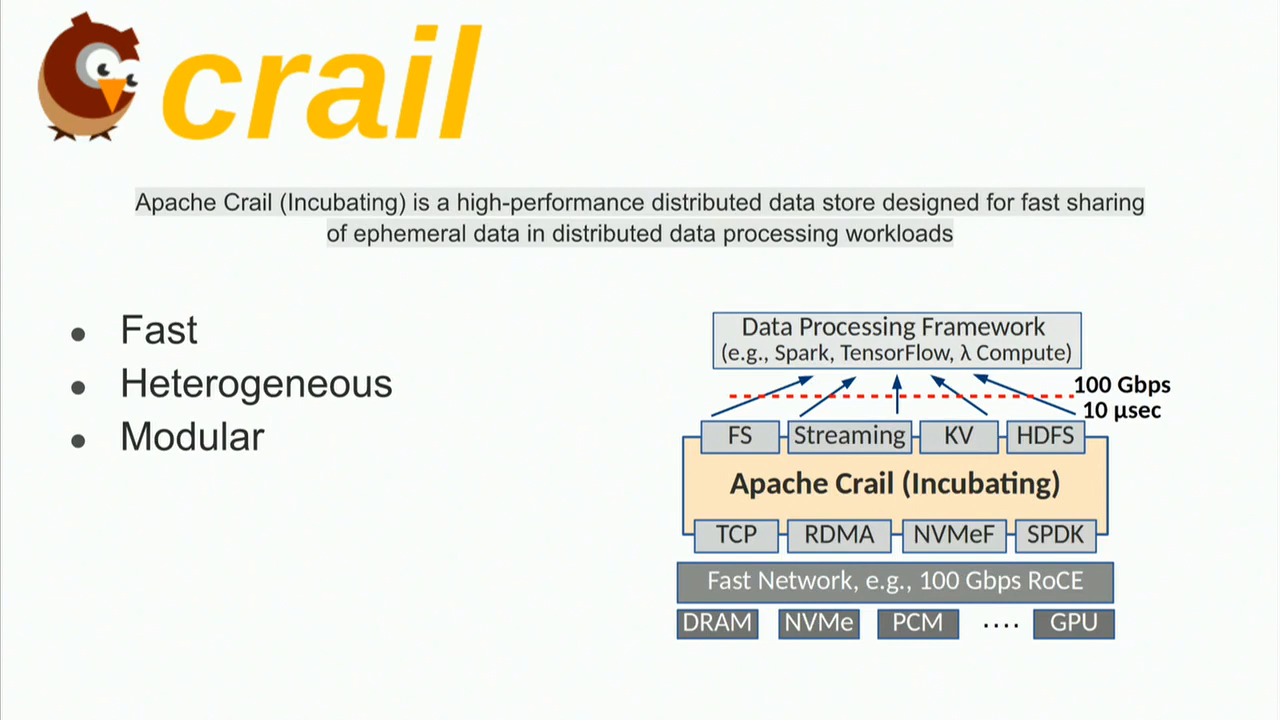 crail
Apache Crail (Incubating) is a high-performance distributed data store designed for fast sharing
of ephemeral data in distributed data processing workloads
● Fast
● Heterogeneous
● Modular
Data Processing Framework
(e.g., Spark, TensorFlow, λ Compute)
100 Gbps
10 μsec
FS Streaming KV HDFS
Apache Crail (Incubating)
TCP RDMA NVMeF SPDK
Fast Network, e.g., 100 Gbps RoCE
DRAM NVMe PCM .... GPU